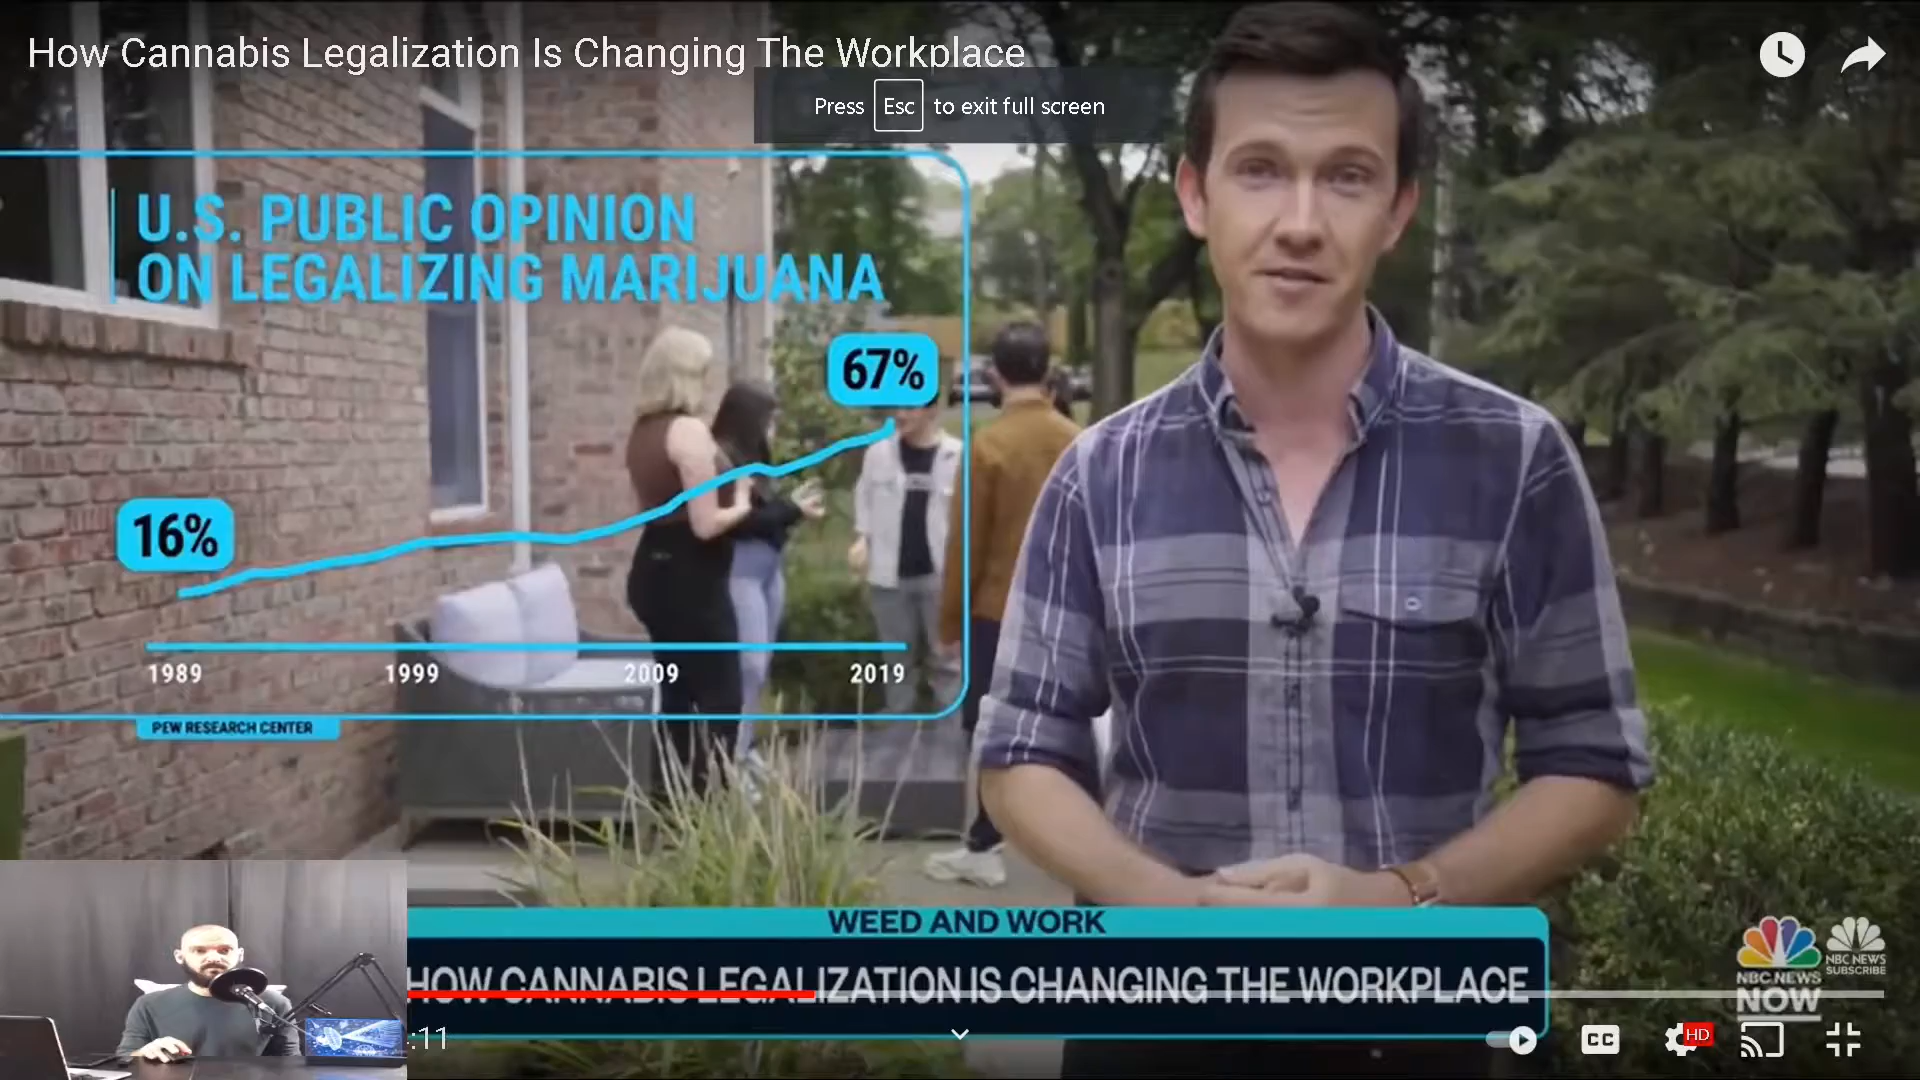 How Cannabis Legalization Is Changing The Workplace
Press Esc to exit full screen
U.S. PUBLIC OPINION
ON LEGALIZING MARIJUANA
67%
16%
1989 1999 2009 2019
PEW RESEARCH CENTER
WEED AND WORK
HOW CANNABIS LEGALIZATION IS CHANGING THE WORKPLACE
NBC NEWS
NOW
NBC NEWS
SUBSCRIBE
:11
CC
HD